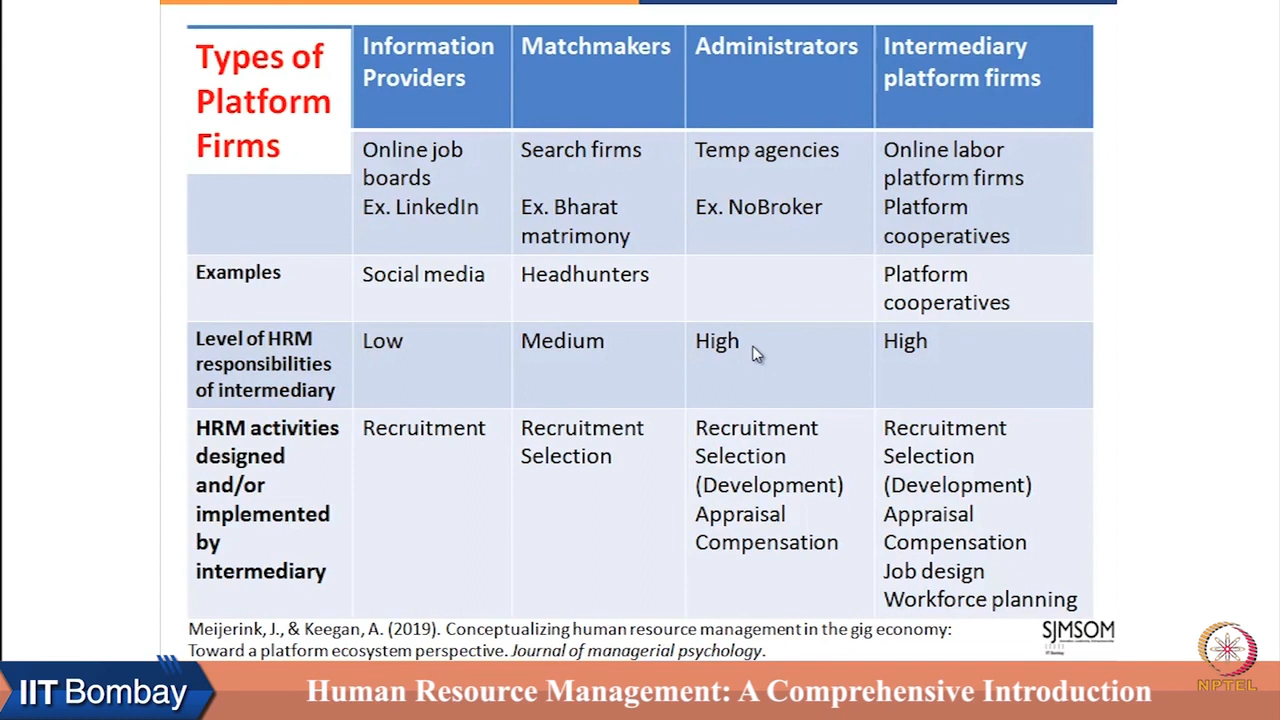 Types of
Platform
Firms
Information
Providers
Matchmakers
Administrators
Intermediary
platform firms
Online job
boards
Ex. LinkedIn
Search firms
Ex. Bharat
matrimony
Temp agencies
Ex. NoBroker
Online labor
platform firms
Platform
cooperatives
Examples
Social media
Headhunters
Platform
cooperatives
Level of HRM
responsibilities
of intermediary
Low
Medium
High
High
HRM activities
designed
and/or
implemented
by
intermediary
Recruitment
Recruitment
Selection
Recruitment
Selection
(Development)
Appraisal
Compensation
Recruitment
Selection
(Development)
Appraisal
Compensation
Job design
Workforce planning
Meijerink, J., & Keegan, A. (2019). Conceptualizing human resource management in the gig economy:
Toward a platform ecosystem perspective. Journal of managerial psychology.
SJMSOM
IIT Bombay
IIT Bombay
Human Resource Management: A Comprehensive Introduction
NPTEL